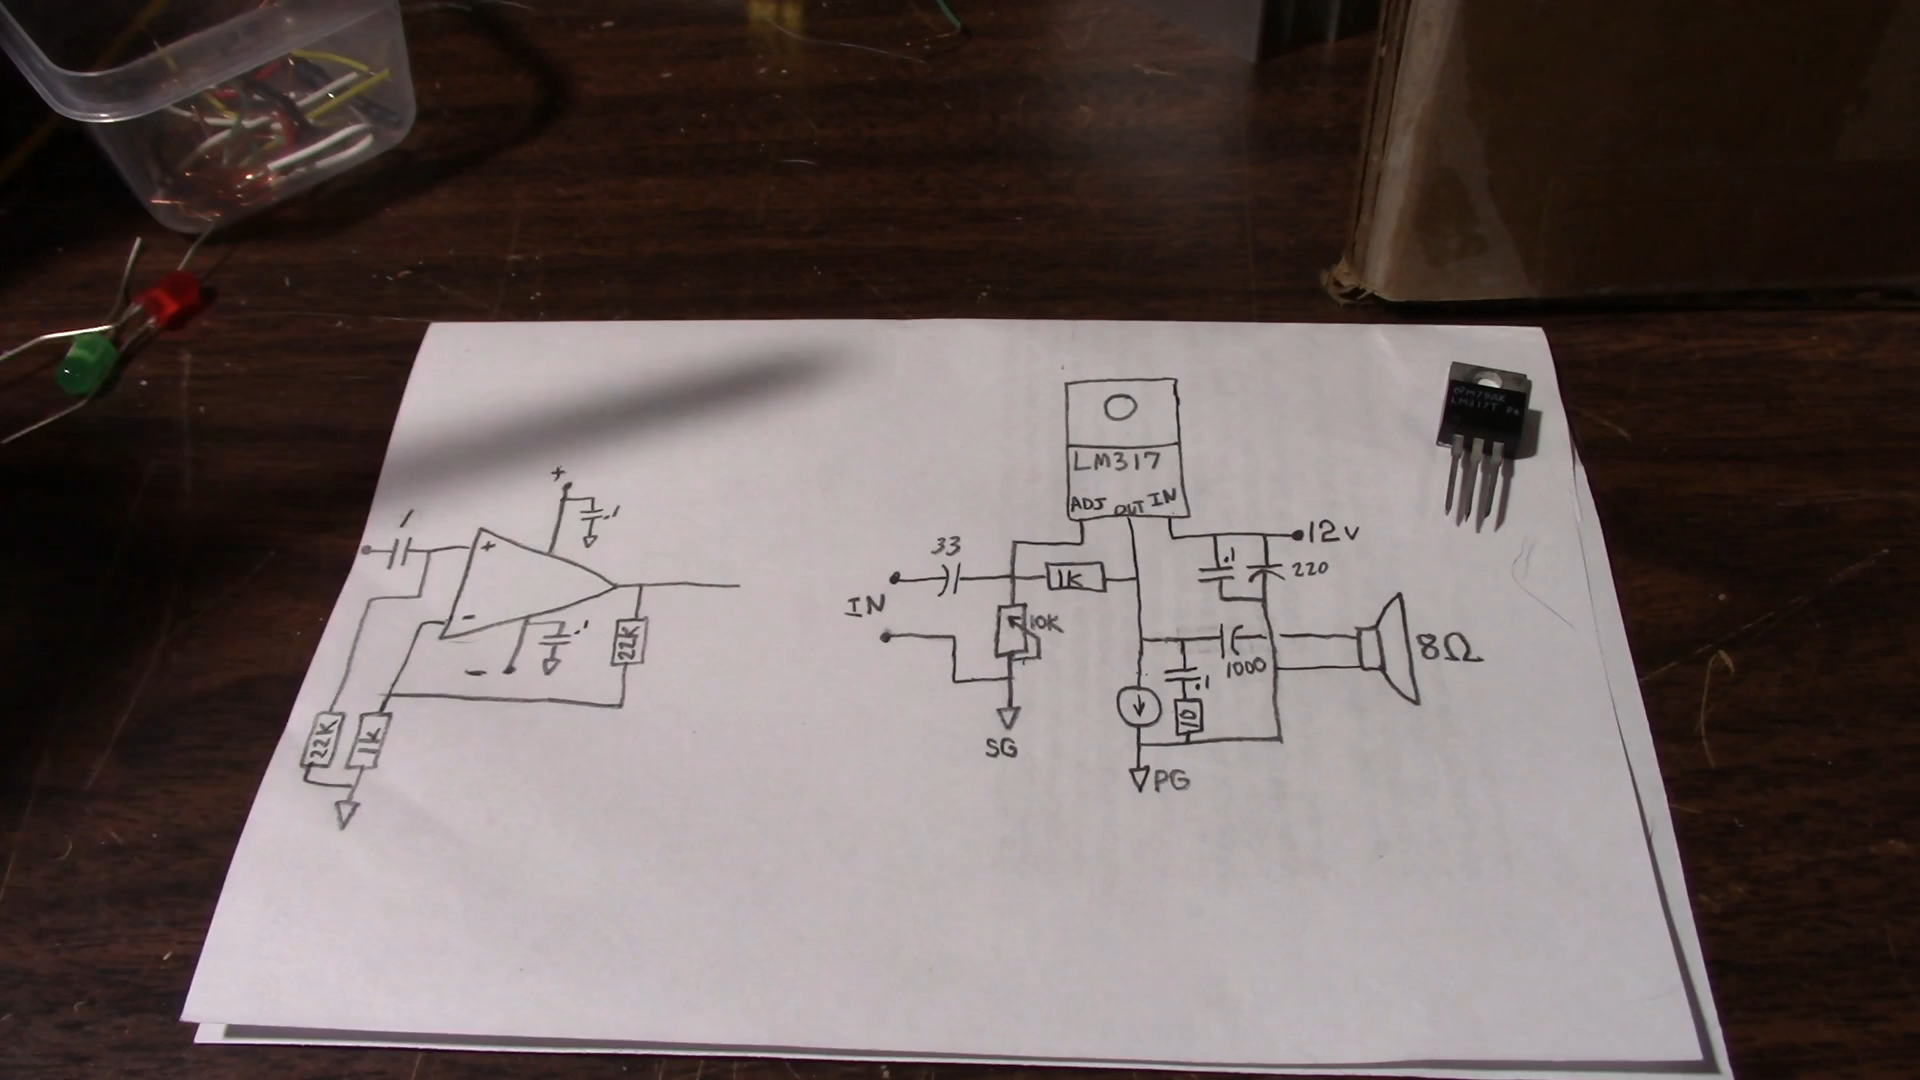 +
.1
.1
+
-
.1
-
22K
22K
1K
LM317
ADJ OUT IN
12V
33
.1
220
1K
IN
10K
8Ω
1000
.1
10
SG
PG
LM317T P+